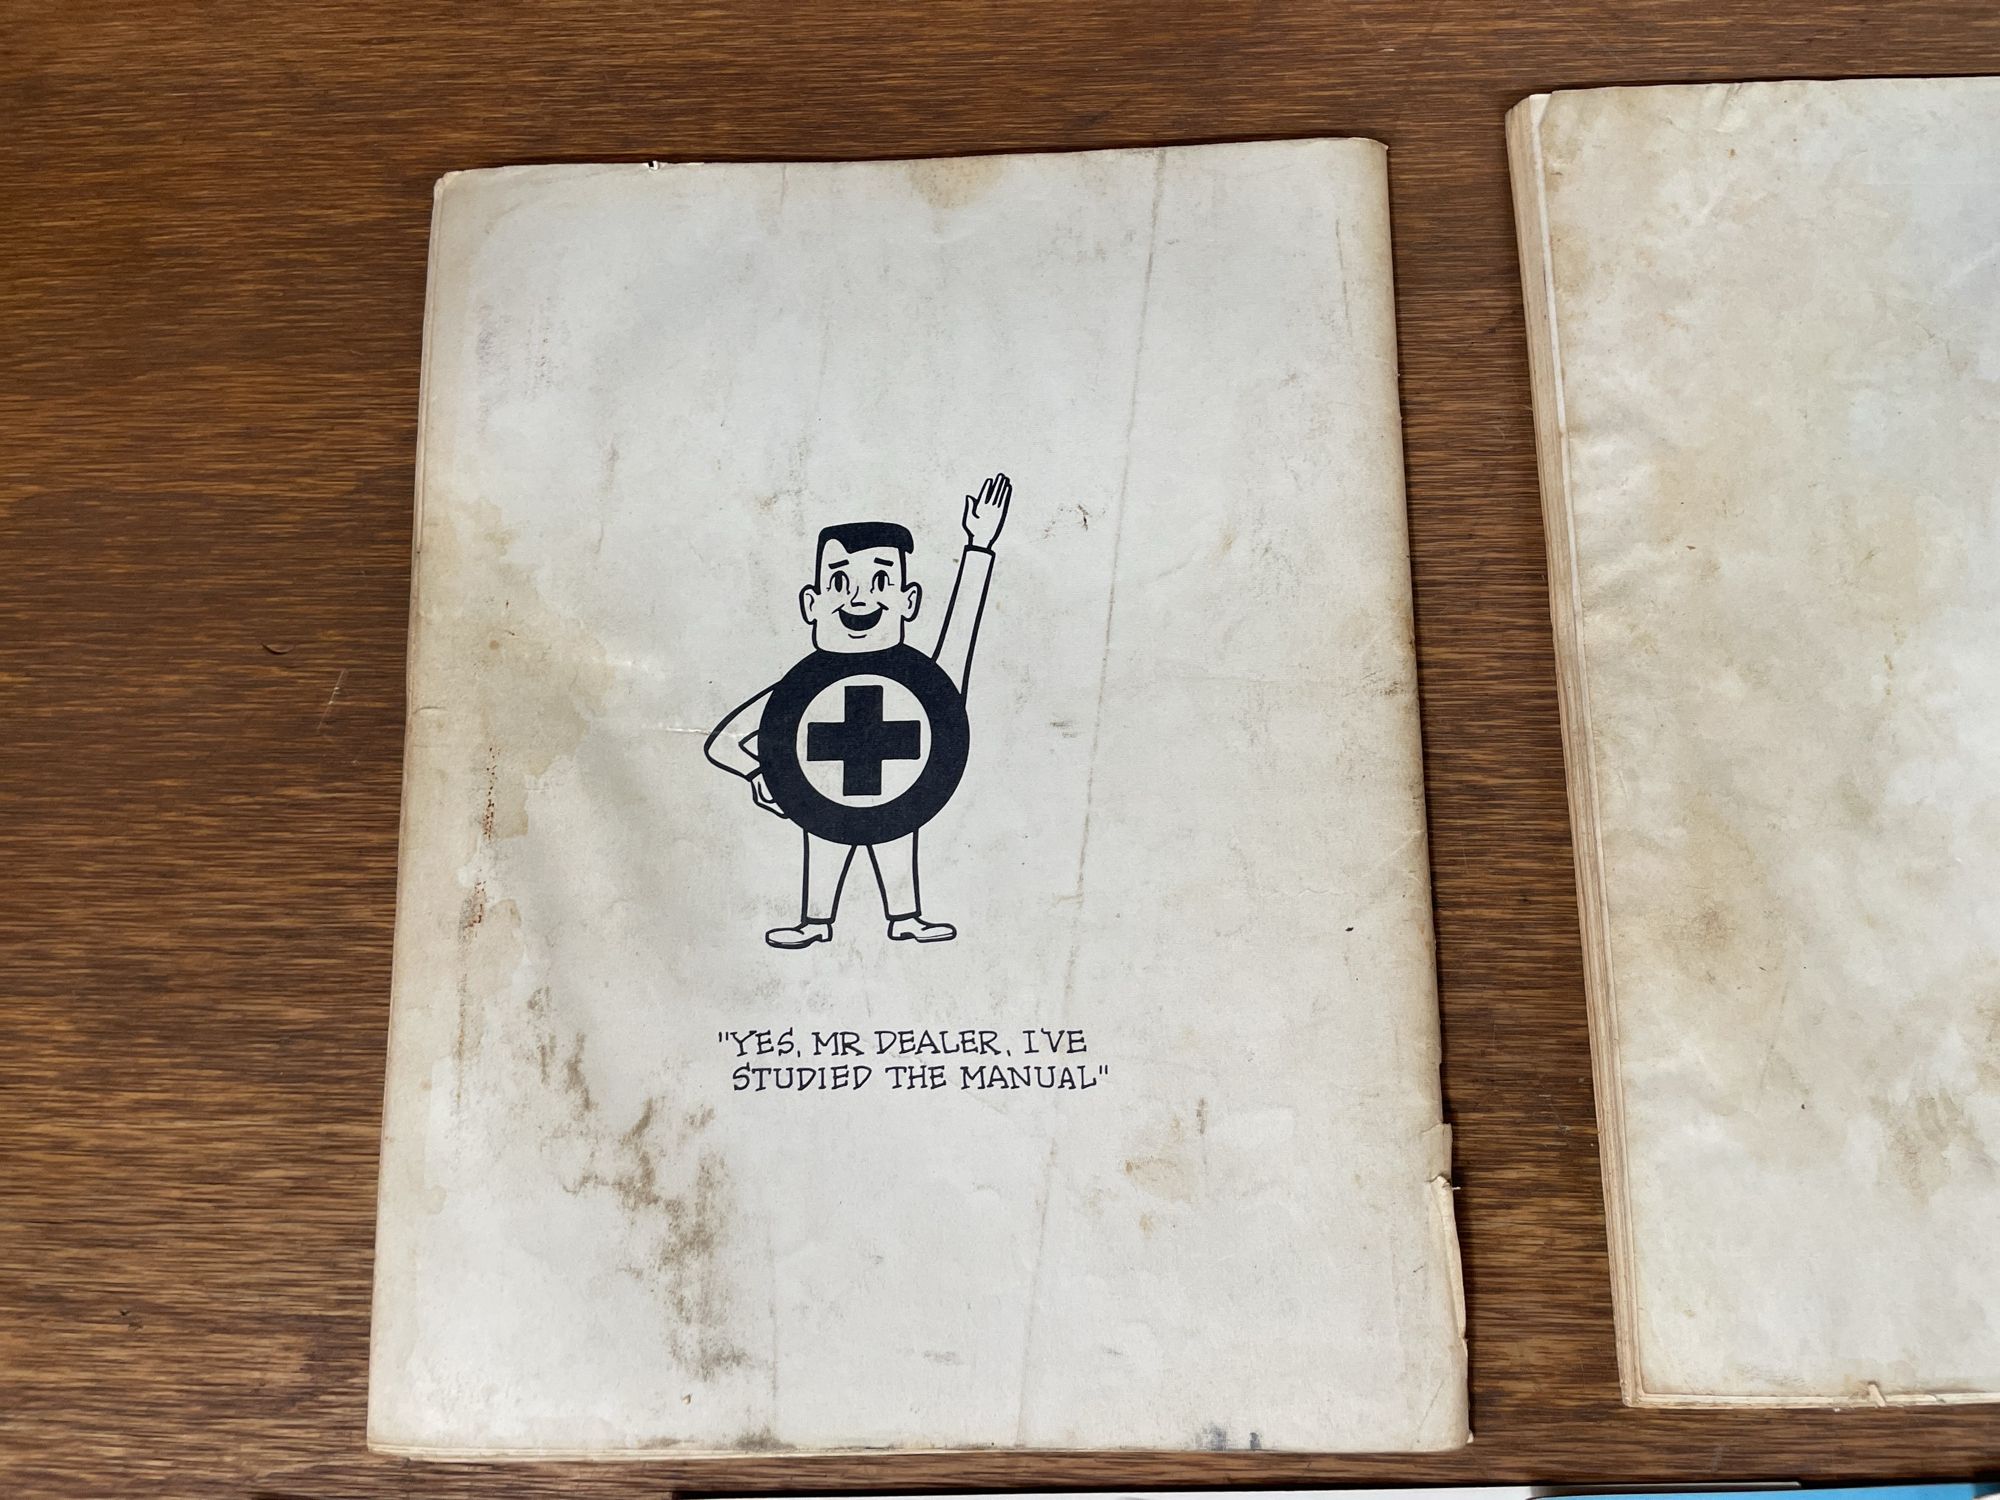 "YES, MR DEALER, I'VE
STUDIED THE MANUAL"